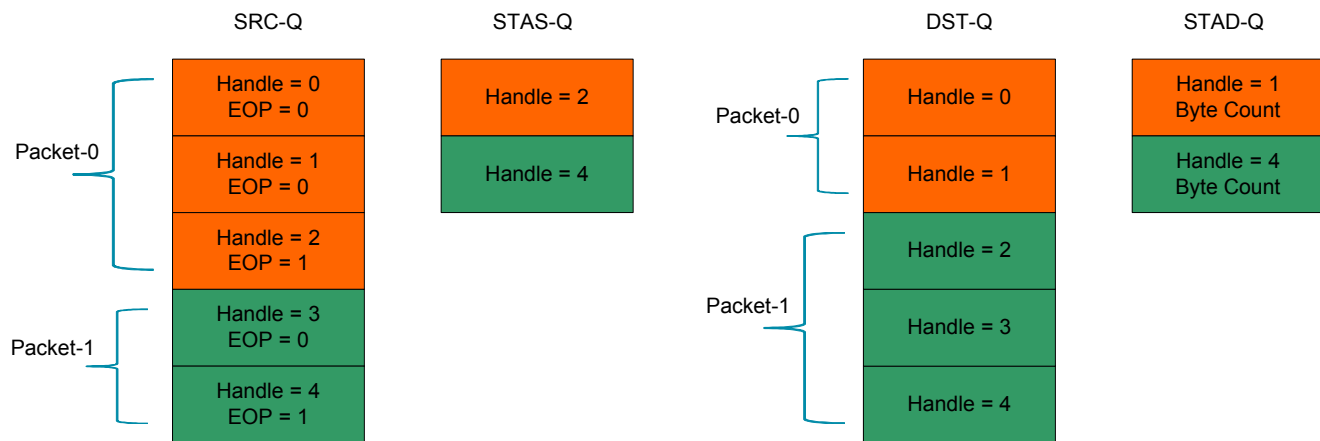 SRC-Q
STAS-Q
DST-Q
STAD-Q
Packet-0
Handle = 0
EOP = 0
Handle = 1
EOP = 0
Handle = 2
EOP = 1
Packet-1
Handle = 3
EOP = 0
Handle = 4
EOP = 1
Handle = 2
Handle = 4
Packet-0
Handle = 0
Handle = 1
Packet-1
Handle = 2
Handle = 3
Handle = 4
Handle = 1
Byte Count
Handle = 4
Byte Count